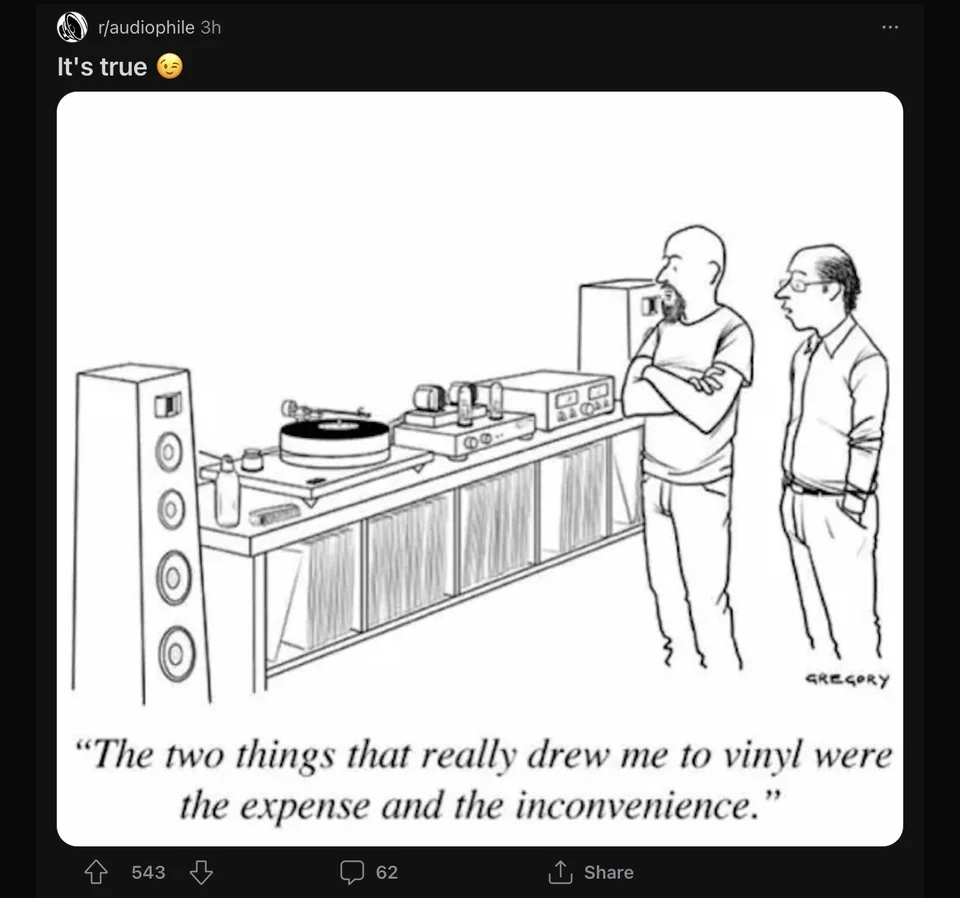 r/audiophile 3h
It's true 😉
GREGORY
“The two things that really drew me to vinyl were
the expense and the inconvenience.”
543 62 Share